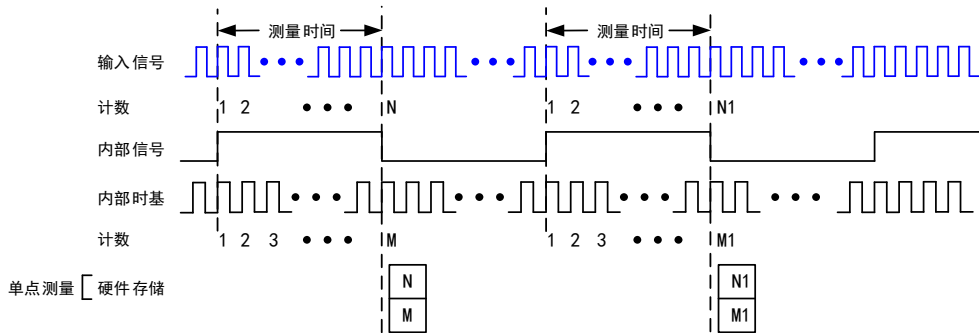 测量时间 测量时间
输入信号
计数 1 2 N 1 2 N1
内部信号
内部时基
计数 1 2 3 M 1 2 3 M1
单点测量 硬件存储 N N1
M M1